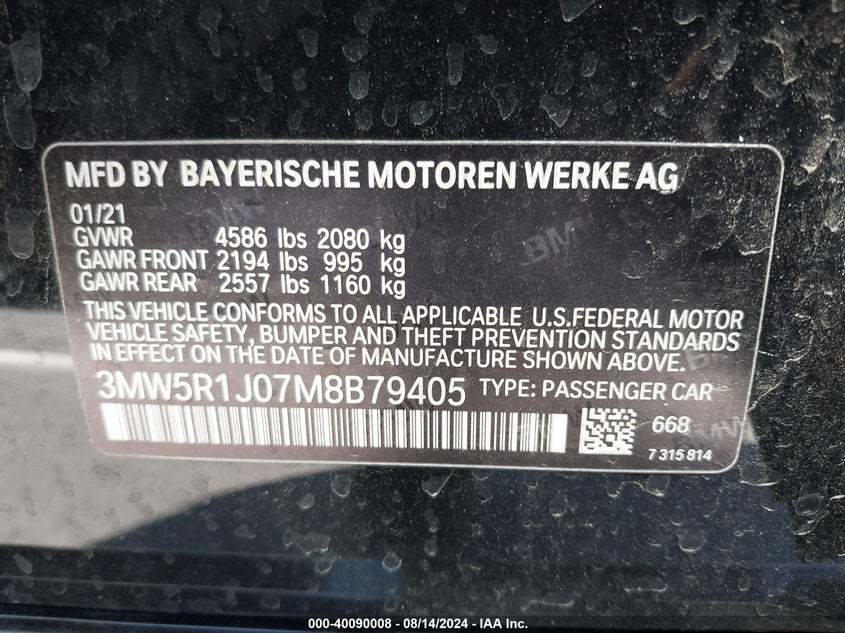 MFD BY BAYERISCHE MOTOREN WERKE AG
01/21
GVWR 4586 lbs 2080 kg
GAWR FRONT 2194 lbs 995 kg
GAWR REAR 2557 lbs 1160 kg
THIS VEHICLE CONFORMS TO ALL APPLICABLE U.S.FEDERAL MOTOR
VEHICLE SAFETY, BUMPER AND THEFT PREVENTION STANDARDS
IN EFFECT ON THE DATE OF MANUFACTURE SHOWN ABOVE.
3MW5R1J07M8B79405 TYPE: PASSENGER CAR
668
7 315 814
000-40090008 - 08/14/2024 - IAA Inc.